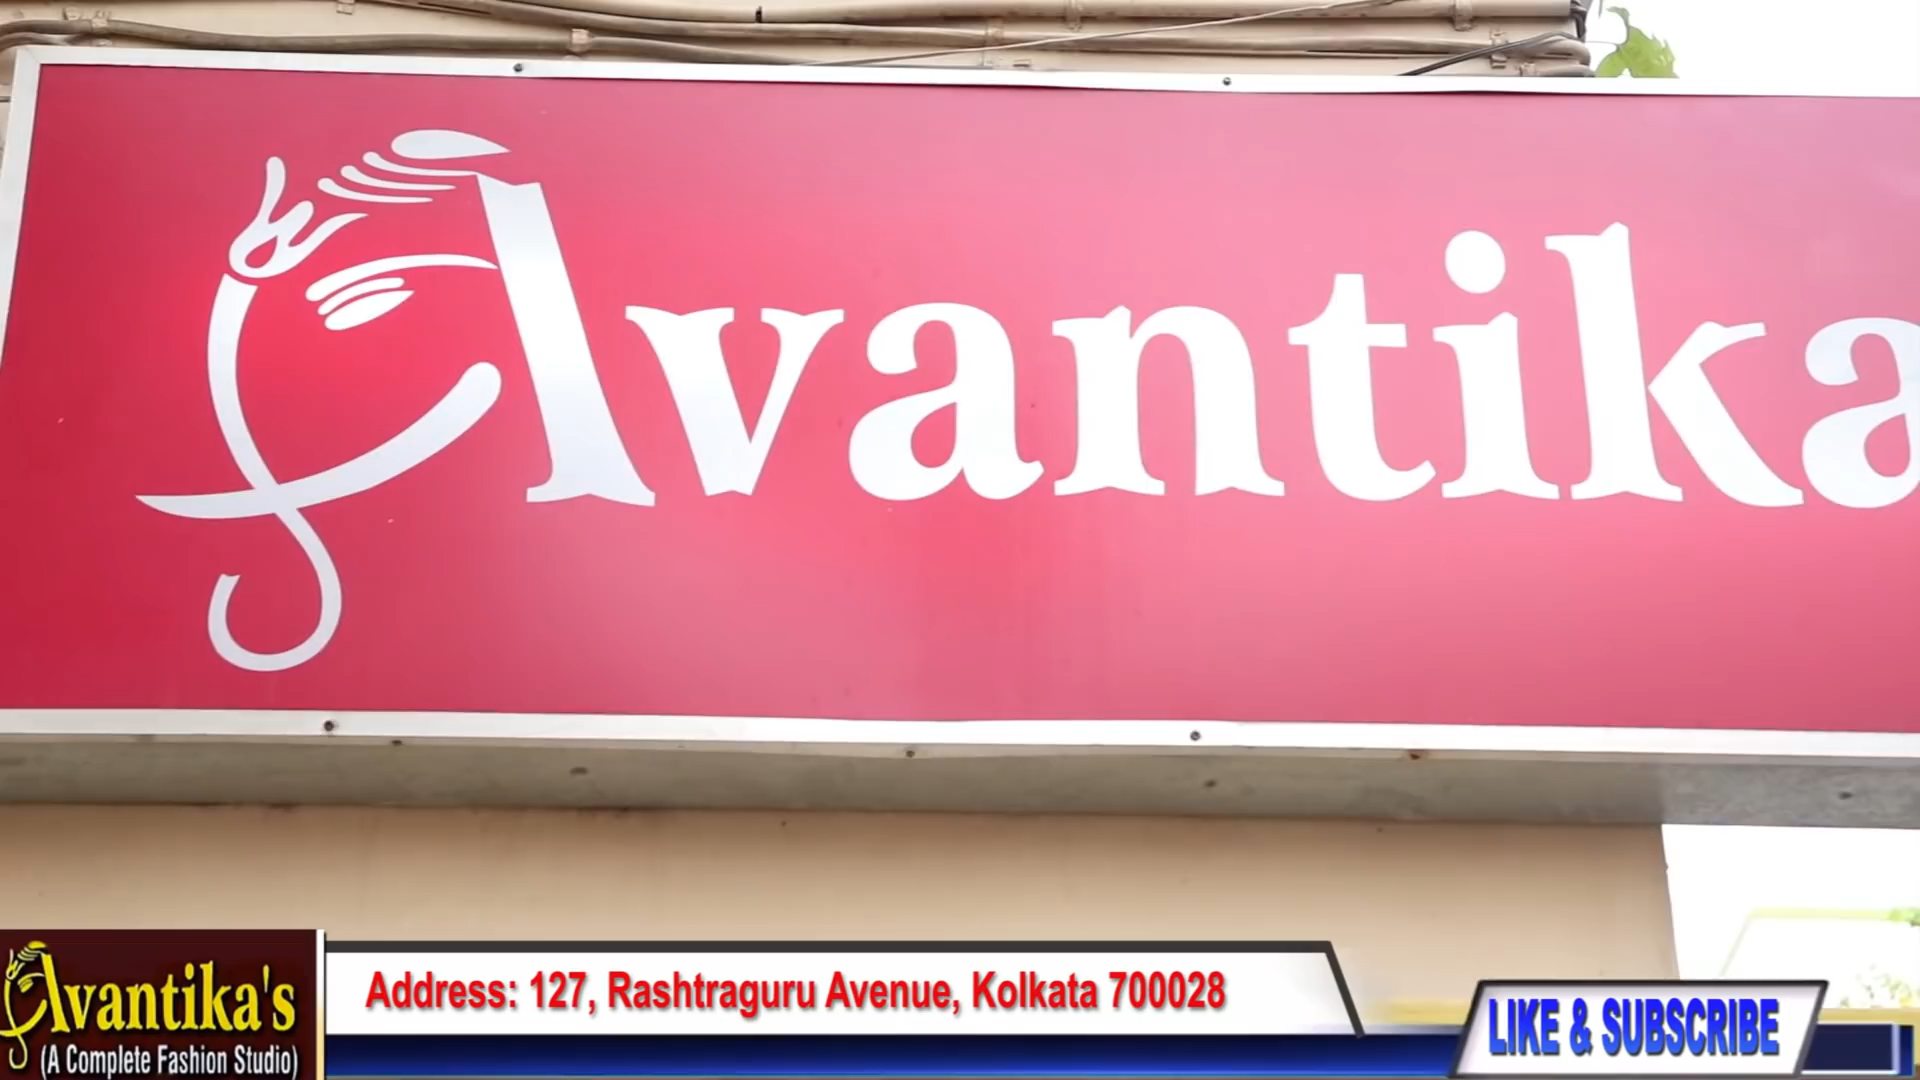 Avantika
Avantika's
(A Complete Fashion Studio)
Address: 127, Rashtraguru Avenue, Kolkata 700028
LIKE & SUBSCRIBE